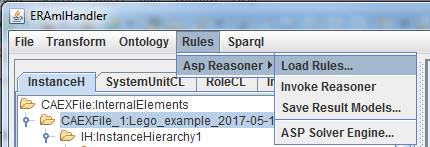 ERAmlHandler
File Transform Ontology Rules Sparql
Asp Reasoner
Load Rules...
Invoke Reasoner
Save Result Models...
ASP Solver Engine...
InstanceH SystemUnitCL RoleCL In
CAEXFile:InternalElements
CAEXFile_1:Lego_example_2017-05-1
IH:InstanceHierarchy1